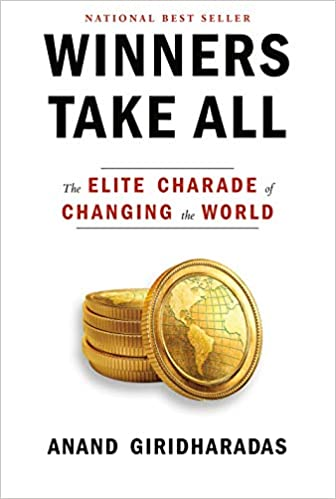 NATIONAL BEST SELLER
WINNERS
TAKE ALL
The ELITE CHARADE of
CHANGING the WORLD
ANAND GIRIDHARADAS